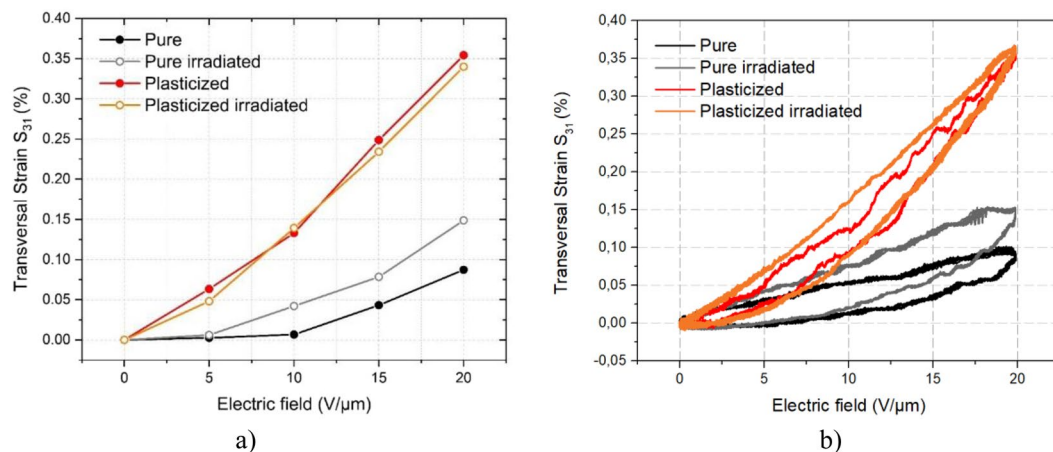 0.40
0.35
0.30
0.25
0.20
0.15
0.10
0.05
0.00
Transversal Strain S31 (%)
Pure
Pure irradiated
Plasticized
Plasticized irradiated
0 5 10 15 20
Electric field (V/µm)
a)
0,40
0,35
0,30
0,25
0,20
0,15
0,10
0,05
0,00
-0,05
Transversal Strain S31 (%)
Pure
Pure irradiated
Plasticized
Plasticized irradiated
0 5 10 15 20
Electric field (V/µm)
b)